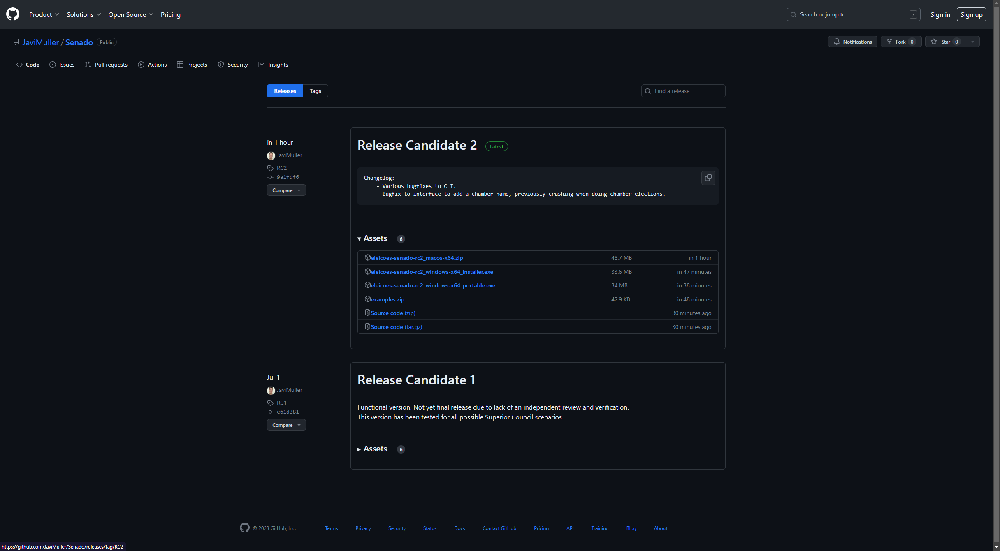 Product Solutions Open Source Pricing Search or jump to... / Sign in Sign up
JaviMuller / Senado Public Notifications Fork 0 Star 0
Code Issues Pull requests Actions Projects Security Insights
Releases Tags Find a release
in 1 hour
JaviMuller
RC2
9a1fdf6
Compare
Release Candidate 2 Latest
Changelog:
- Various bugfixes to CLI.
- Bugfix to interface to add a chamber name, previously crashing when doing chamber elections.
Assets 6
eleicoes-senado-rc2_macos-x64.zip 48.7 MB in 1 hour
eleicoes-senado-rc2_windows-x64_installer.exe 33.6 MB in 47 minutes
eleicoes-senado-rc2_windows-x64_portable.exe 34 MB in 38 minutes
examples.zip 42.9 KB in 48 minutes
Source code (zip) 30 minutes ago
Source code (tar.gz) 30 minutes ago
Jul 1
JaviMuller
RC1
e61d381
Compare
Release Candidate 1
Functional version. Not yet final release due to lack of an independent review and verification.
This version has been tested for all possible Superior Council scenarios.
Assets 6
© 2023 GitHub, Inc. Terms Privacy Security Status Docs Contact GitHub Pricing API Training Blog About
https://github.com/JaviMuller/Senado/releases/tag/RC2